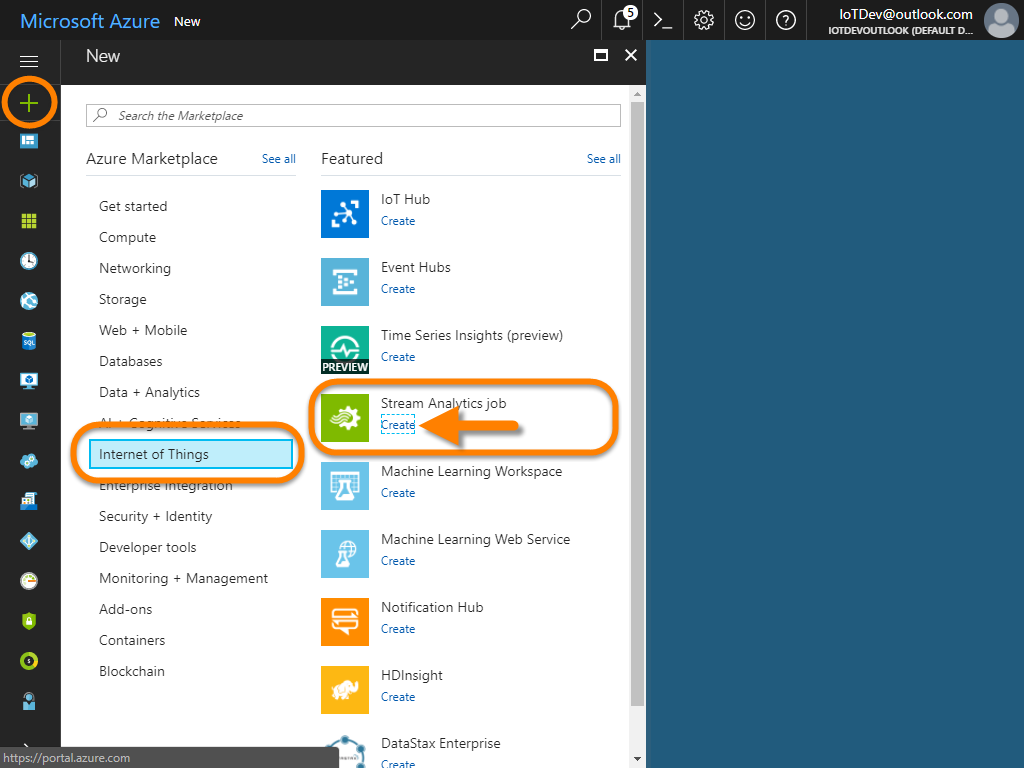 Microsoft Azure New
5
>_
?
IoTDev@outlook.com
IOTDEVOUTLOOK (DEFAULT D...
New
Search the Marketplace
Azure Marketplace
See all
Get started
Compute
Networking
Storage
Web + Mobile
Databases
Data + Analytics
AI + Cognitive Services
Internet of Things
Enterprise Integration
Security + Identity
Developer tools
Monitoring + Management
Add-ons
Containers
Blockchain
Featured
See all
IoT Hub
Create
Event Hubs
Create
Time Series Insights (preview)
Create
PREVIEW
Stream Analytics job
Create
Machine Learning Workspace
Create
Machine Learning Web Service
Create
Notification Hub
Create
HDInsight
Create
DataStax Enterprise
Create
SQL
https://portal.azure.com